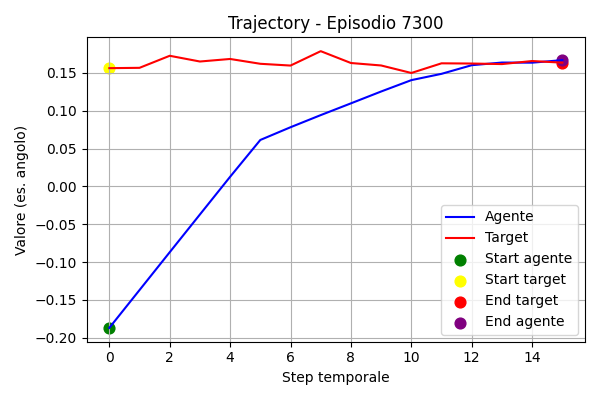 Trajectory - Episodio 7300
Valore (es. angolo)
0.15
0.10
0.05
0.00
−0.05
−0.10
−0.15
−0.20
0 2 4 6 8 10 12 14
Step temporale
Agente
Target
Start agente
Start target
End target
End agente